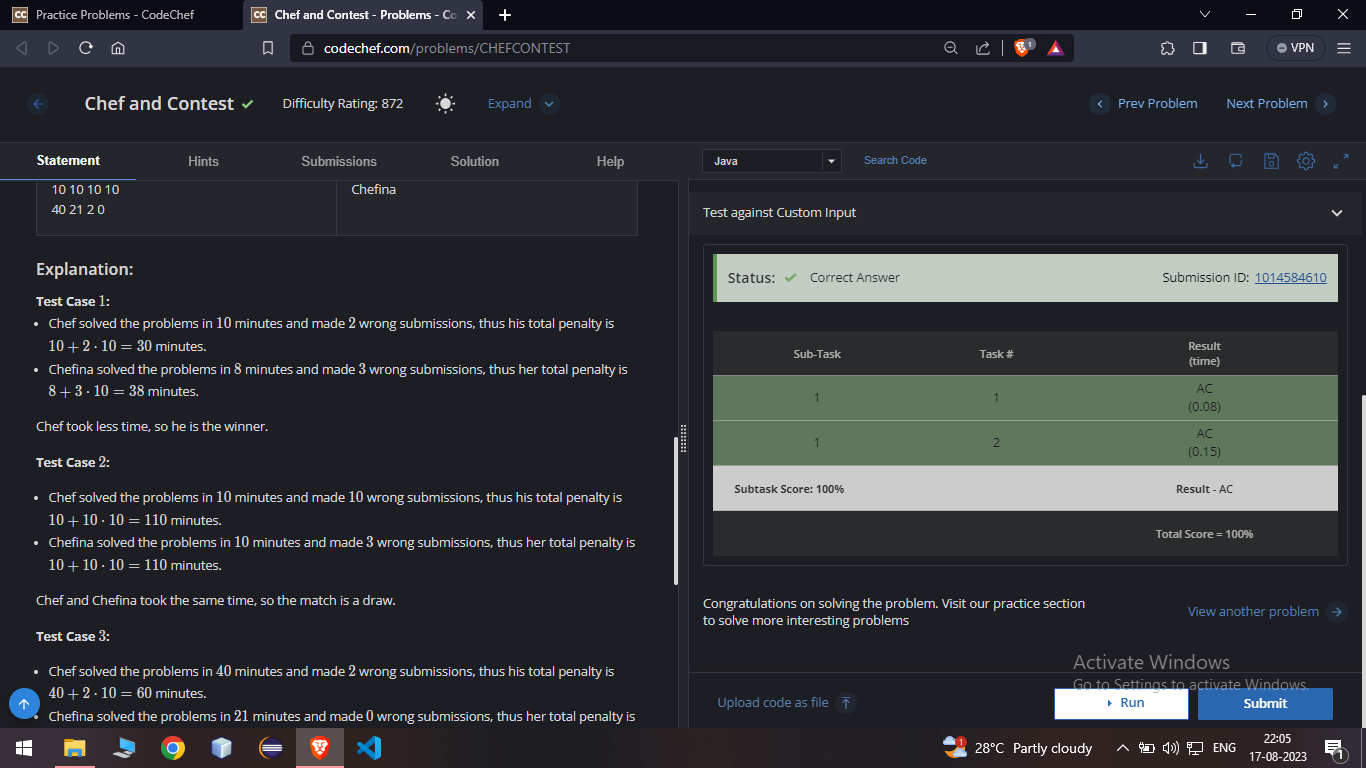 Practice Problems - CodeChef
Chef and Contest - Problems - Co
codechef.com/problems/CHEFCONTEST
1
VPN
Chef and Contest
Difficulty Rating: 872
Expand
Prev Problem
Next Problem
Statement
Hints
Submissions
Solution
Help
Java
Search Code
10 10 10 10
40 21 2 0
Chefina
Explanation:
Test Case 1:
• Chef solved the problems in 10 minutes and made 2 wrong submissions, thus his total penalty is
10 + 2 · 10 = 30 minutes.
• Chefina solved the problems in 8 minutes and made 3 wrong submissions, thus her total penalty is
8 + 3 · 10 = 38 minutes.
Chef took less time, so he is the winner.
Test Case 2:
• Chef solved the problems in 10 minutes and made 10 wrong submissions, thus his total penalty is
10 + 10 · 10 = 110 minutes.
• Chefina solved the problems in 10 minutes and made 3 wrong submissions, thus her total penalty is
10 + 10 · 10 = 110 minutes.
Chef and Chefina took the same time, so the match is a draw.
Test Case 3:
• Chef solved the problems in 40 minutes and made 2 wrong submissions, thus his total penalty is
40 + 2 · 10 = 60 minutes.
• Chefina solved the problems in 21 minutes and made 0 wrong submissions, thus her total penalty is
Test against Custom Input
Status: Correct Answer
Submission ID: 1014584610
Sub-Task
Task #
Result
(time)
1
1
AC
(0.08)
1
2
AC
(0.15)
Subtask Score: 100%
Result - AC
Total Score = 100%
Congratulations on solving the problem. Visit our practice section
to solve more interesting problems
View another problem
Activate Windows
Go to Settings to activate Windows.
Upload code as file
Run
Submit
1
28°C Partly cloudy
ENG
22:05
17-08-2023
1